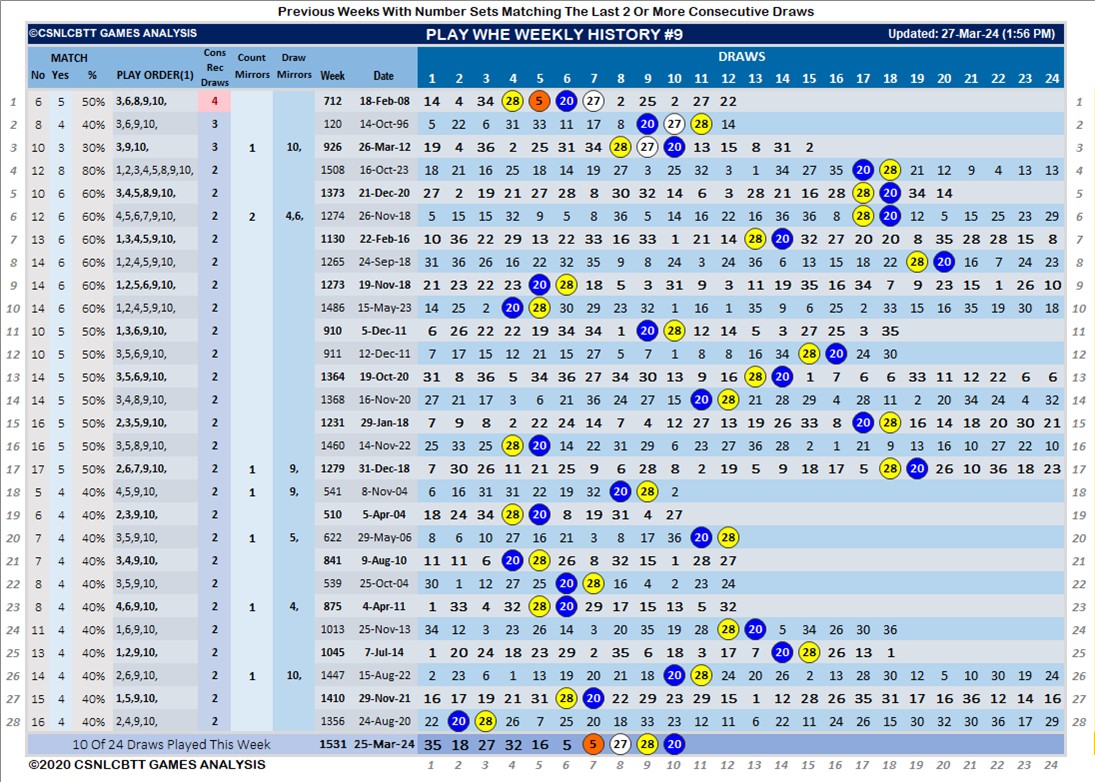 Previous Weeks With Number Sets Matching The Last 2 Or More Consecutive Draws
©CSNLCBTT GAMES ANALYSIS PLAY WHE WEEKLY HISTORY #9 Updated: 27-Mar-24 (1:56 PM)
MATCH Cons Rec Draws Count Mirrors Draw Mirrors DRAWS
No Yes % PLAY ORDER(1) Week Date 1 2 3 4 5 6 7 8 9 10 11 12 13 14 15 16 17 18 19 20 21 22 23 24
1 6 5 50% 3,6,8,9,10, 4 712 18-Feb-08 14 4 34 28 5 20 27 2 25 2 27 22 1
2 8 4 40% 3,6,9,10, 3 120 14-Oct-96 5 22 6 31 33 11 17 8 20 27 28 14 2
3 10 3 30% 3,9,10, 3 1 10, 926 26-Mar-12 19 4 36 2 25 31 34 28 27 20 13 15 8 31 2 3
4 12 8 80% 1,2,3,4,5,8,9,10, 2 1508 16-Oct-23 18 21 16 25 18 14 19 27 3 25 32 3 1 34 27 35 20 28 21 12 9 4 13 13 4
5 10 6 60% 3,4,5,8,9,10, 2 1373 21-Dec-20 27 2 19 21 27 28 8 30 32 14 6 3 28 21 16 28 28 20 34 14 5
6 12 6 60% 4,5,6,7,9,10, 2 2 4,6, 1274 26-Nov-18 5 15 15 32 9 5 8 36 5 14 16 22 16 36 36 8 28 20 12 5 15 25 23 29 6
7 13 6 60% 1,3,4,5,9,10, 2 1130 22-Feb-16 10 36 22 29 13 22 33 16 33 1 21 14 28 20 32 27 20 20 8 35 28 28 15 8 7
8 14 6 60% 1,2,4,5,9,10, 2 1265 24-Sep-18 31 36 26 16 22 32 35 9 8 24 3 24 36 6 13 15 18 22 28 20 16 7 24 23 8
9 14 6 60% 1,2,5,6,9,10, 2 1273 19-Nov-18 21 23 22 23 20 28 18 5 3 31 9 3 11 19 35 16 34 7 9 23 15 1 26 10 9
10 14 6 60% 1,2,4,5,9,10, 2 1486 15-May-23 14 25 2 20 28 30 29 23 32 1 16 1 35 9 6 25 2 33 15 16 35 19 30 18 10
11 10 5 50% 1,3,6,9,10, 2 910 5-Dec-11 6 26 22 22 19 34 34 1 20 28 12 14 5 3 27 25 3 35 11
12 10 5 50% 3,5,6,9,10, 2 911 12-Dec-11 7 17 15 12 21 15 27 5 7 1 8 8 16 34 28 20 24 30 12
13 14 5 50% 3,5,6,9,10, 2 1364 19-Oct-20 31 8 36 5 34 36 27 34 30 13 9 16 28 20 1 7 6 6 33 11 12 22 6 6 13
14 14 5 50% 3,4,8,9,10, 2 1368 16-Nov-20 27 21 17 3 6 21 36 24 27 15 20 28 21 28 29 4 28 11 2 20 34 24 4 32 14
15 16 5 50% 2,3,5,9,10, 2 1231 29-Jan-18 7 9 8 2 22 24 14 7 4 12 27 13 19 26 33 8 20 28 16 14 18 20 30 21 15
16 16 5 50% 3,5,8,9,10, 2 1460 14-Nov-22 25 33 25 28 20 14 22 31 29 6 23 27 36 28 2 1 21 9 13 16 10 27 22 10 16
17 17 5 50% 2,6,7,9,10, 2 1 9, 1279 31-Dec-18 7 30 26 11 21 25 9 6 28 8 2 19 5 9 18 17 5 28 20 26 10 36 18 23 17
18 5 4 40% 4,5,9,10, 2 1 9, 541 8-Nov-04 6 16 31 31 22 19 32 20 28 2 18
19 6 4 40% 2,3,9,10, 2 510 5-Apr-04 18 24 34 28 20 8 19 31 4 27 19
20 7 4 40% 3,5,9,10, 2 1 5, 622 29-May-06 8 6 10 27 16 21 3 8 17 36 20 28 20
21 7 4 40% 3,4,9,10, 2 841 9-Aug-10 11 11 6 20 28 26 8 32 15 1 28 27 21
22 8 4 40% 3,5,9,10, 2 539 25-Oct-04 30 1 12 27 25 20 28 16 4 2 23 24 22
23 8 4 40% 4,6,9,10, 2 1 4, 875 4-Apr-11 1 33 4 32 28 20 29 17 15 13 5 32 23
24 11 4 40% 1,6,9,10, 2 1013 25-Nov-13 34 12 3 23 26 14 3 20 35 19 28 28 20 5 34 16 30 36 24
25 13 4 40% 1,2,9,10, 2 1045 7-Jul-14 1 20 24 18 23 29 2 35 6 18 3 17 7 20 28 26 13 1 25
26 14 4 40% 2,6,9,10, 2 1 10, 1447 15-Aug-22 2 23 6 1 13 19 20 21 18 20 28 24 20 26 2 13 28 30 12 5 10 30 19 24 26
27 15 4 40% 1,5,9,10, 2 1410 29-Nov-21 16 17 19 21 31 28 20 22 29 23 29 15 1 12 28 26 35 31 17 16 36 12 14 16 27
28 16 4 40% 2,4,9,10, 2 1356 24-Aug-20 22 20 28 26 7 25 20 18 33 23 12 11 6 22 11 24 26 15 30 32 30 36 17 29 28
10 Of 24 Draws Played This Week 1531 25-Mar-24 35 18 27 32 16 5 5 27 28 20
©2020 CSNLCBTT GAMES ANALYSIS 1 2 3 4 5 6 7 8 9 10 11 12 13 14 15 16 17 18 19 20 21 22 23 24